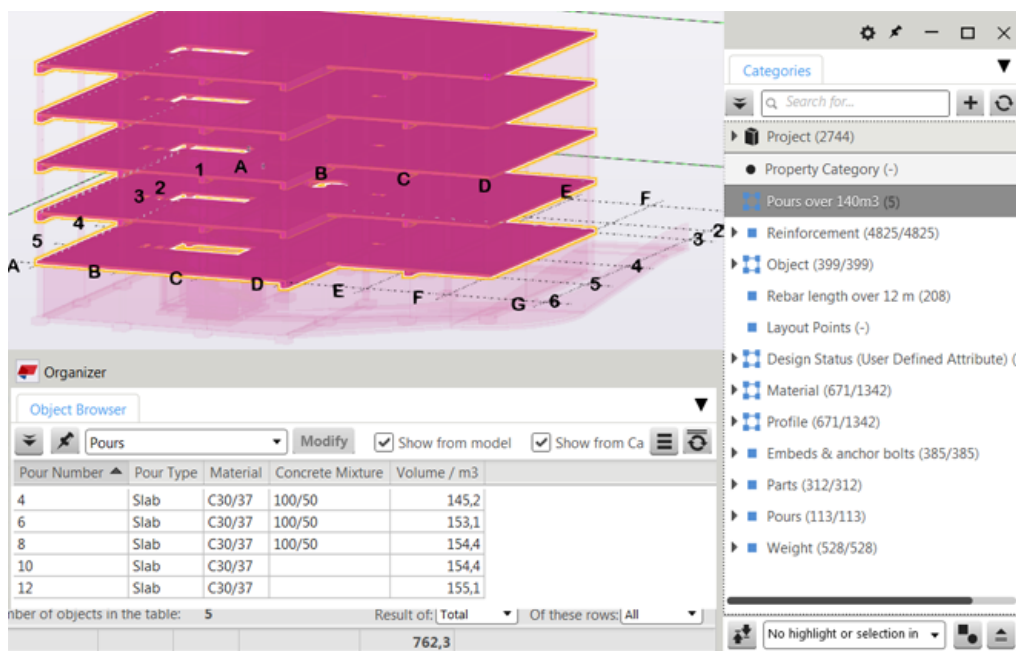 1 A B C D E F
3 2
4
5
A B C D E F G 6 5 4 3 2
Organizer
Object Browser
Pours Modify Show from model Show from Ca
Pour Number Pour Type Material Concrete Mixture Volume / m3
4 Slab C30/37 100/50 145,2
6 Slab C30/37 100/50 153,1
8 Slab C30/37 100/50 154,4
10 Slab C30/37 154,4
12 Slab C30/37 155,1
mber of objects in the table: 5 Result of: Total Of these rows: All
762,3
Categories
Search for...
Project (2744)
Property Category (-)
Pours over 140m3 (5)
Reinforcement (4825/4825)
Object (399/399)
Rebar length over 12 m (208)
Layout Points (-)
Design Status (User Defined Attribute) (
Material (671/1342)
Profile (671/1342)
Embeds & anchor bolts (385/385)
Parts (312/312)
Pours (113/113)
Weight (528/528)
No highlight or selection in